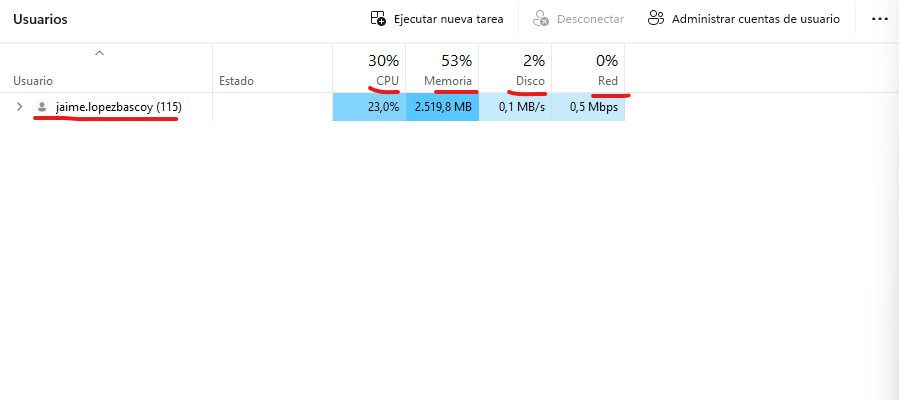 Usuarios Ejecutar nueva tarea Desconectar Administrar cuentas de usuario ...
30% 53% 2% 0%
Usuario Estado CPU Memoria Disco Red
jaime.lopezbascoy (115) 23,0% 2.519,8 MB 0,1 MB/s 0,5 Mbps